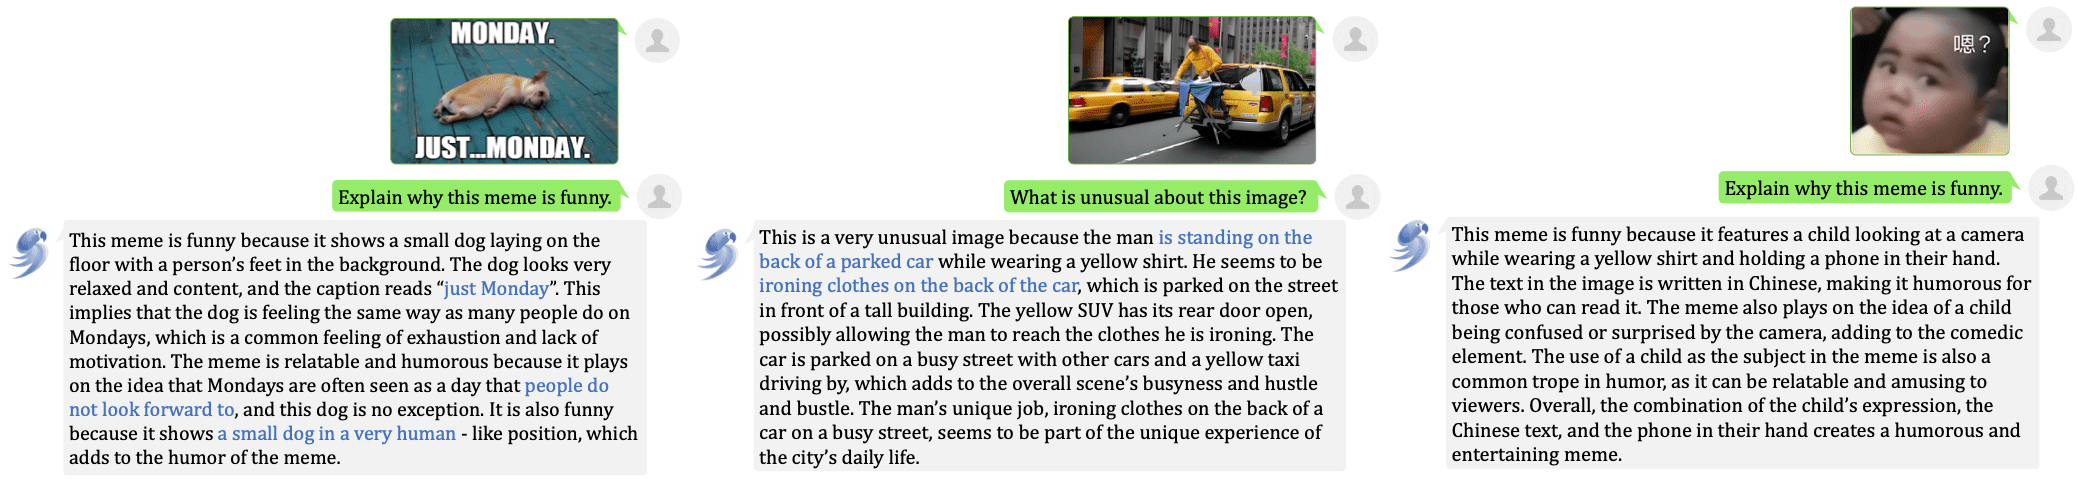 MONDAY.
JUST...MONDAY.
Explain why this meme is funny.
This meme is funny because it shows a small dog laying on the
floor with a person’s feet in the background. The dog looks very
relaxed and content, and the caption reads “just Monday”. This
implies that the dog is feeling the same way as many people do on
Mondays, which is a common feeling of exhaustion and lack of
motivation. The meme is relatable and humorous because it plays
on the idea that Mondays are often seen as a day that people do
not look forward to, and this dog is no exception. It is also funny
because it shows a small dog in a very human - like position, which
adds to the humor of the meme.
What is unusual about this image?
This is a very unusual image because the man is standing on the
back of a parked car while wearing a yellow shirt. He seems to be
ironing clothes on the back of the car, which is parked on the street
in front of a tall building. The yellow SUV has its rear door open,
possibly allowing the man to reach the clothes he is ironing. The
car is parked on a busy street with other cars and a yellow taxi
driving by, which adds to the overall scene’s busyness and hustle
and bustle. The man’s unique job, ironing clothes on the back of a
car on a busy street, seems to be part of the unique experience of
the city’s daily life.
嗯？
Explain why this meme is funny.
This meme is funny because it features a child looking at a camera
while wearing a yellow shirt and holding a phone in their hand.
The text in the image is written in Chinese, making it humorous for
those who can read it. The meme also plays on the idea of a child
being confused or surprised by the camera, adding to the comedic
element. The use of a child as the subject in the meme is also a
common trope in humor, as it can be relatable and amusing to
viewers. Overall, the combination of the child’s expression, the
Chinese text, and the phone in their hand creates a humorous and
entertaining meme.